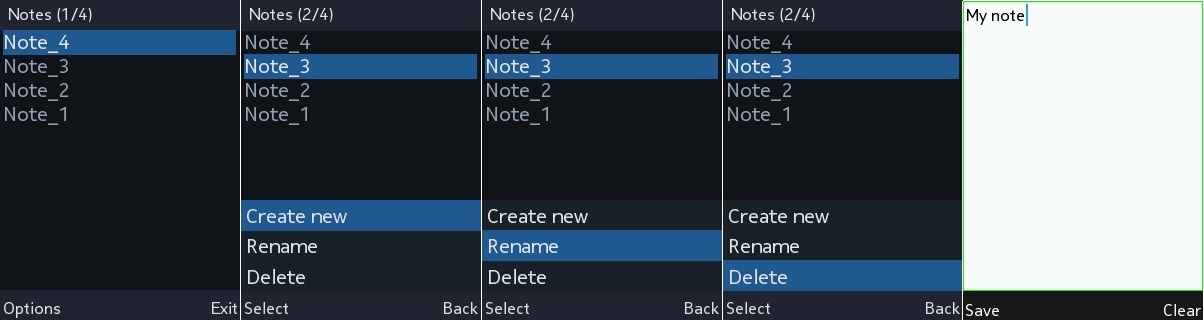 Notes (1/4)
Note_4
Note_3
Note_2
Note_1
Options
Exit
Notes (2/4)
Note_4
Note_3
Note_2
Note_1
Create new
Rename
Delete
Select
Back
Notes (2/4)
Note_4
Note_3
Note_2
Note_1
Create new
Rename
Delete
Select
Back
Notes (2/4)
Note_4
Note_3
Note_2
Note_1
Create new
Rename
Delete
Select
Back
My note
Save
Clear